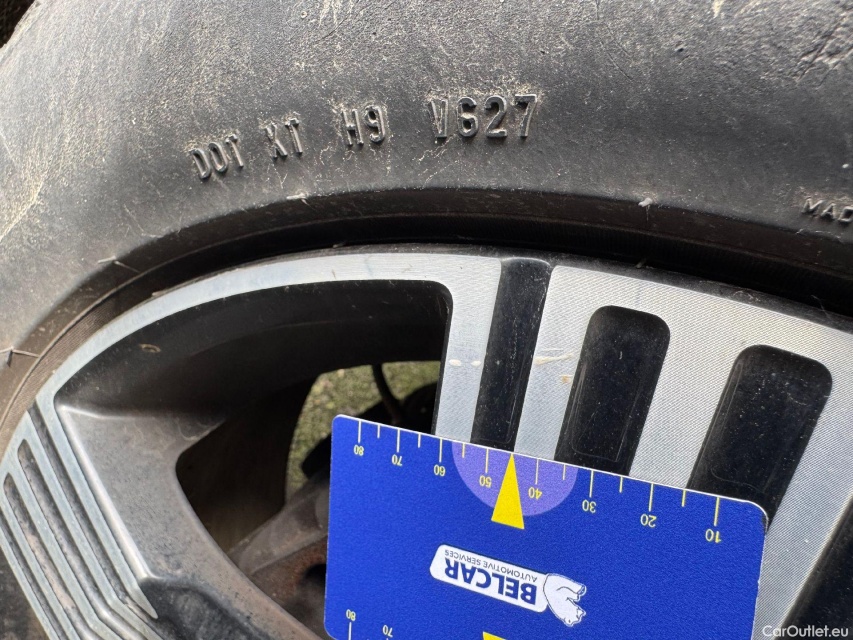 DOT XT H9 V627
MAD
80 70 60 50 40 30 20 10
BELCAR
AUTOMOTIVE SERVICES
80 70
CarOutlet.eu